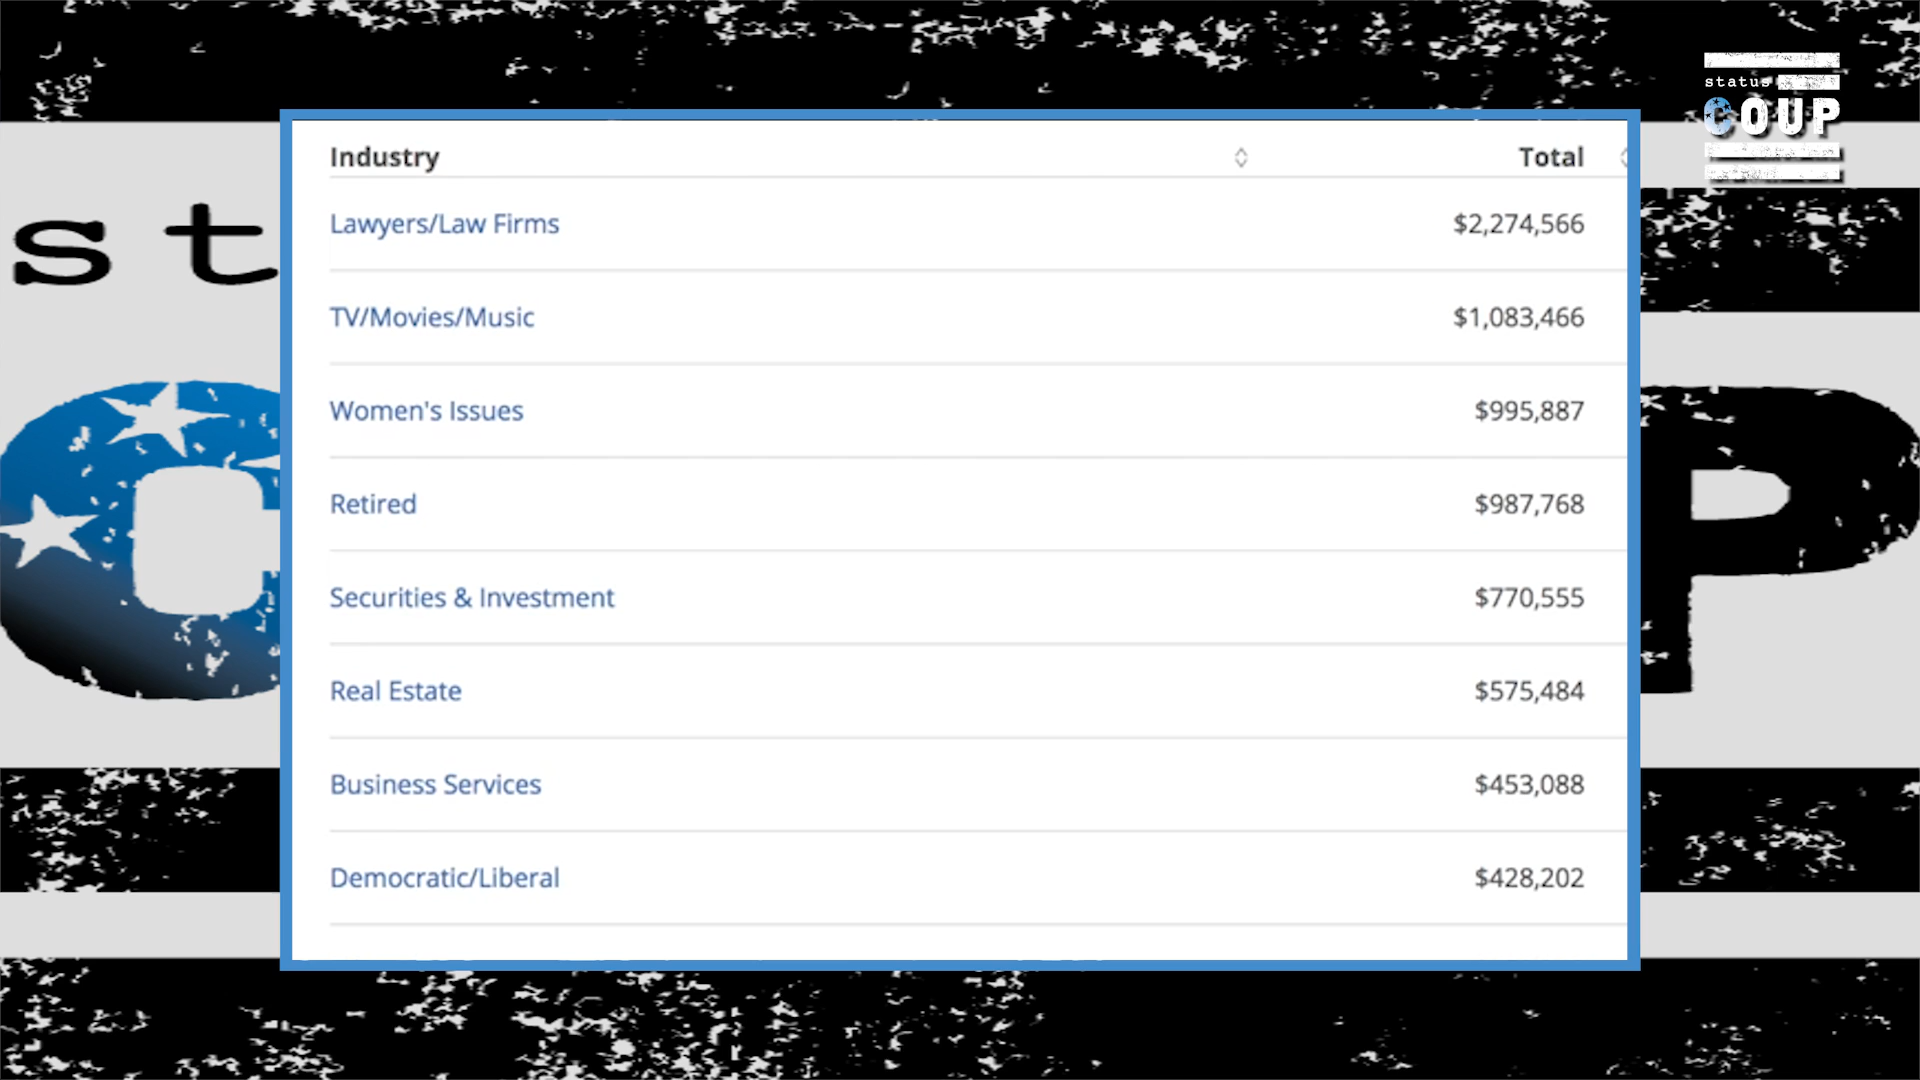 status
COUP
Industry Total
Lawyers/Law Firms $2,274,566
TV/Movies/Music $1,083,466
Women's Issues $995,887
Retired $987,768
Securities & Investment $770,555
Real Estate $575,484
Business Services $453,088
Democratic/Liberal $428,202
st
C P